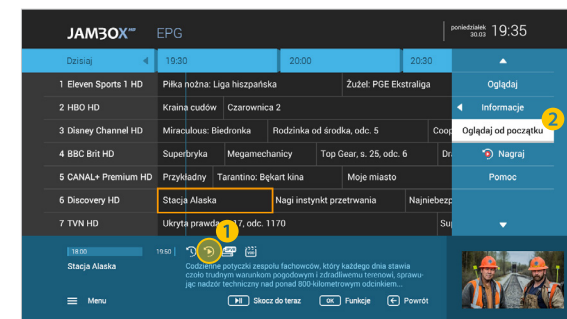 JAMBOX EPG poniedziałek 30.03 19:35
Dzisiaj 19:30 20:00 20:30
1 Eleven Sports 1 HD Piłka nożna: Liga hiszpańska Żużel: PGE Ekstraliga Oglądaj
2 HBO HD Kraina cudów Czarownica 2 Informacje
2
3 Disney Channel HD Miraculous: Biedronka Rodzinka od środka, odc. 5 Coop Oglądaj od początku
4 BBC Brit HD Superbryka Megamechanicy Top Gear, s. 25, odc. 6 Dr Nagraj
5 CANAL+ Premium HD Przykładny Tarantino: Bękart kina Moje miasto Pomoc
6 Discovery HD Stacja Alaska Nagi instynkt przetrwania Najniebezp
7 TVN HD Ukryta prawda 17, odc. 1170 Su
1
18:00 19:50
Stacja Alaska Codzienne potyczki zespołu fachowców, który każdego dnia stawia
czoło trudnym warunkom pogodowym i zdradliwemu terenowi, sprawu-
jąc nadzór techniczny nad ponad 800-kilometrowym odcinkiem...
Menu Skocz do teraz OK Funkcje Powrót